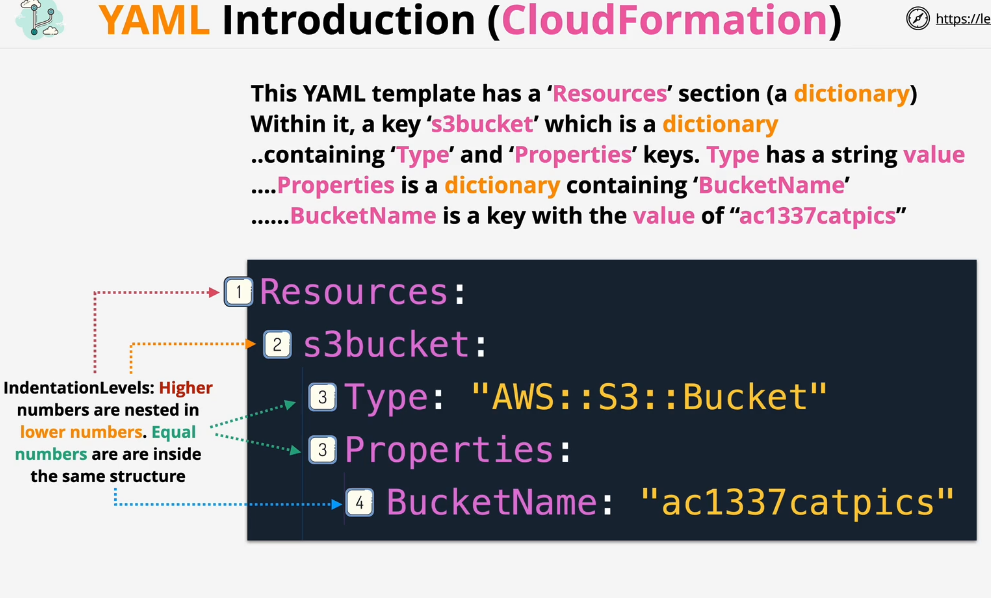 YAML Introduction (CloudFormation)
https://le
This YAML template has a ‘Resources’ section (a dictionary)
Within it, a key ‘s3bucket’ which is a dictionary
..containing ‘Type’ and ‘Properties’ keys. Type has a string value
....Properties is a dictionary containing ‘BucketName’
......BucketName is a key with the value of “ac1337catpics”
1 Resources:
2 s3bucket:
3 Type: "AWS::S3::Bucket"
3 Properties:
4 BucketName: "ac1337catpics"
IndentationLevels: Higher
numbers are nested in
lower numbers. Equal
numbers are are inside
the same structure